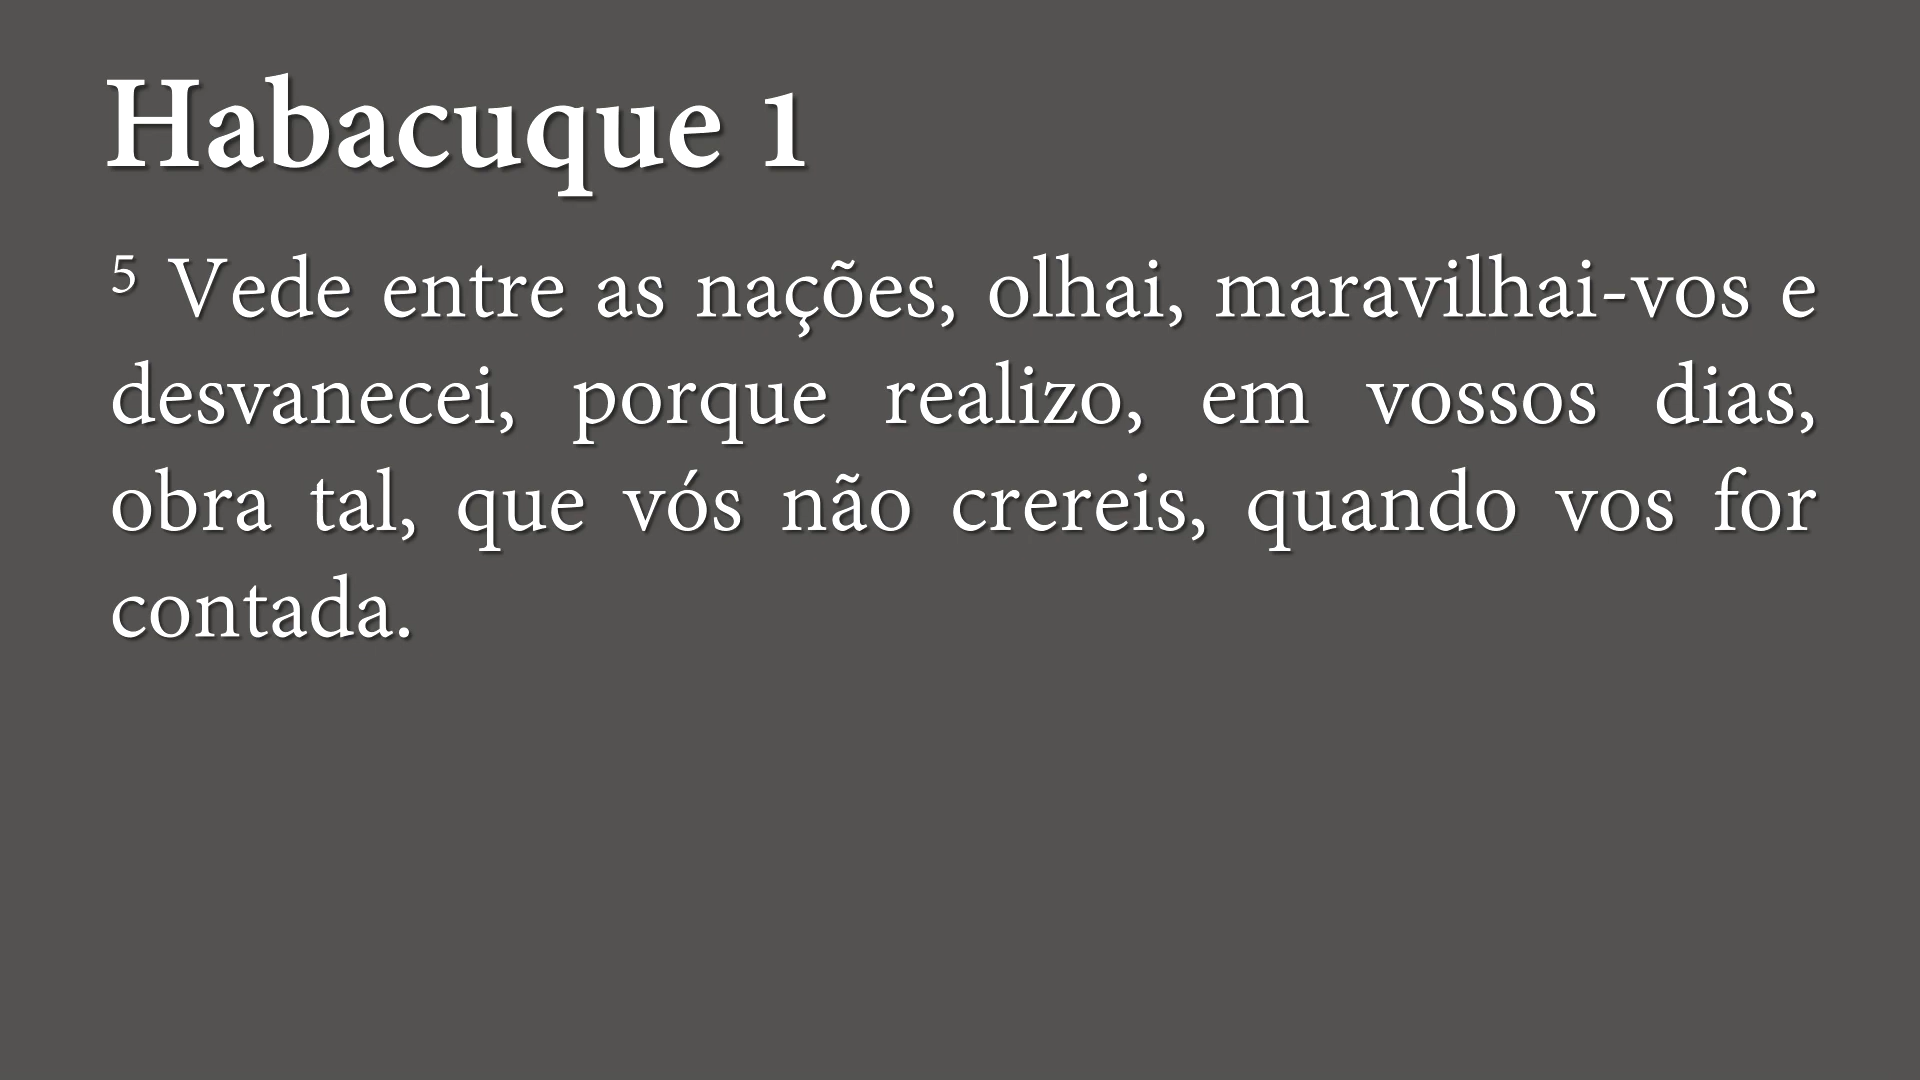 Habacuque 1
⁵ Vede entre as nações, olhai, maravilhai-vos e
desvanecei, porque realizo, em vossos dias,
obra tal, que vós não crereis, quando vos for
contada.